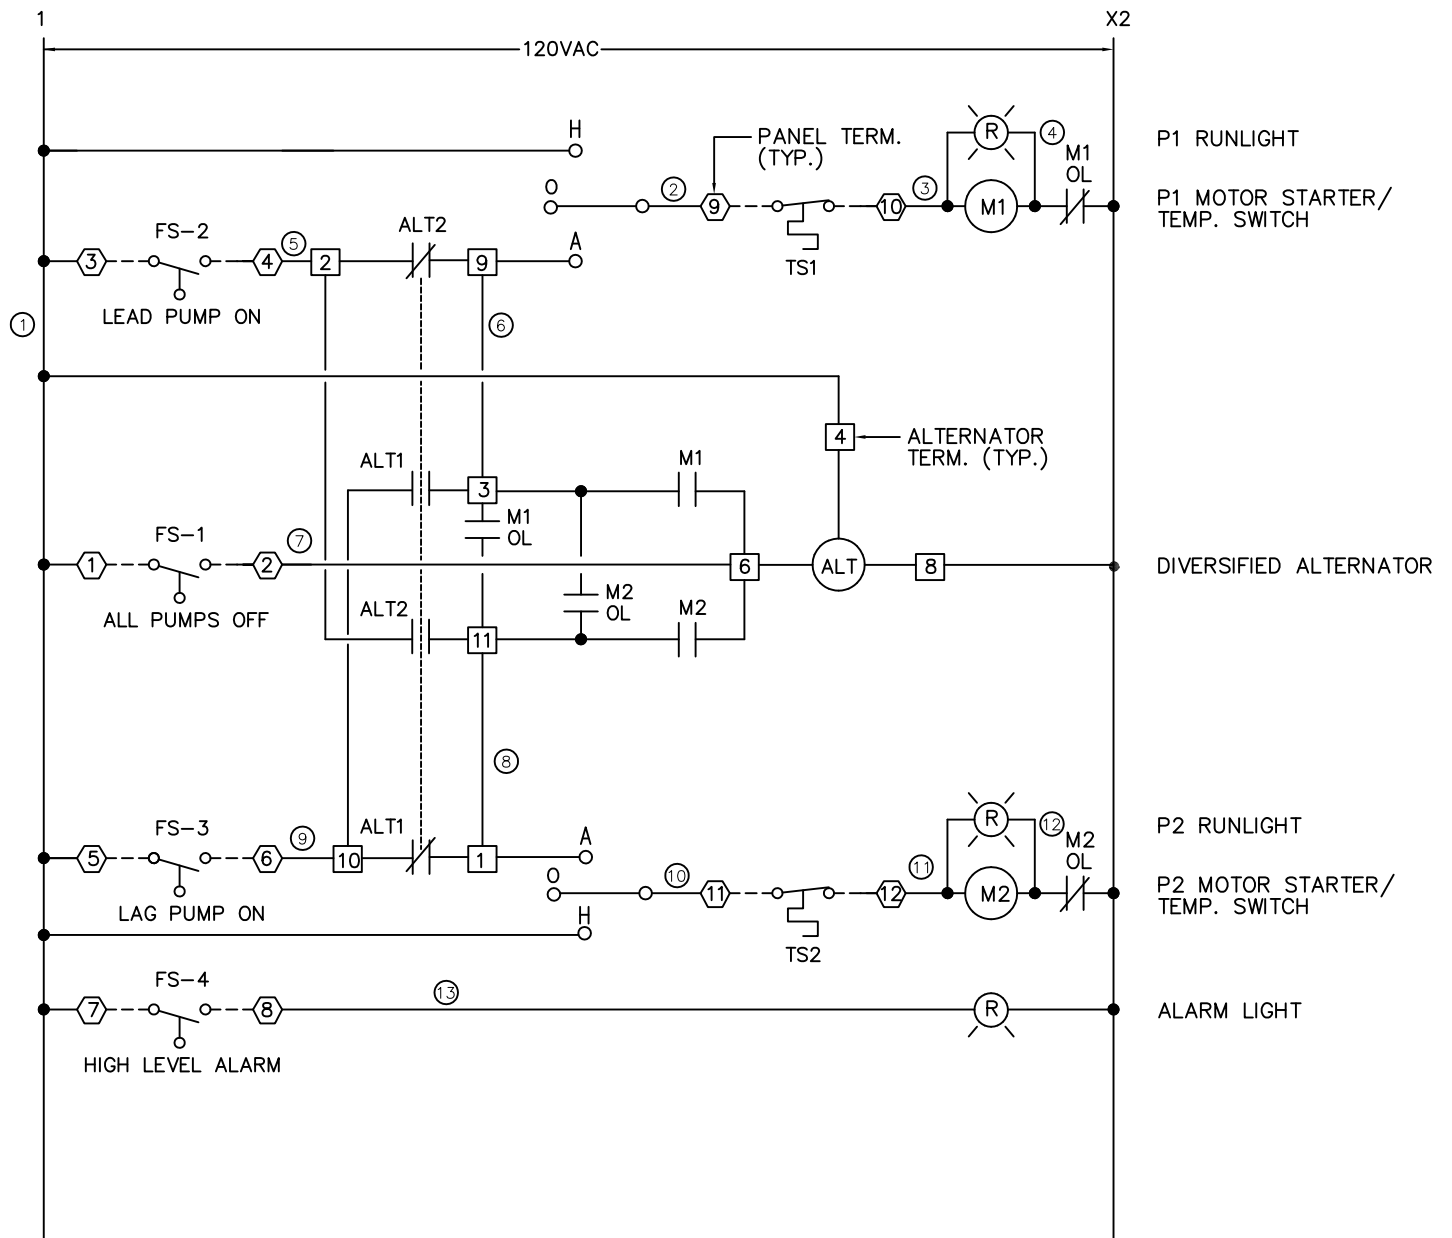 1
X2
120VAC
H
R
4
PANEL TERM.
(TYP.)
M1
OL
P1 RUNLIGHT
O
2
9
3
10
M1
P1 MOTOR STARTER/
TEMP. SWITCH
TS1
FS-2
5
ALT2
A
3
4
2
9
LEAD PUMP ON
1
6
4
ALTERNATOR
TERM. (TYP.)
ALT1
M1
3
M1
OL
FS-1
7
1
2
6
ALT
8
DIVERSIFIED ALTERNATOR
ALL PUMPS OFF
ALT2
M2
OL
M2
11
8
FS-3
9
ALT1
A
R
12
M2
OL
P2 RUNLIGHT
5
6
10
1
LAG PUMP ON
O
10
11
12
11
M2
P2 MOTOR STARTER/
TEMP. SWITCH
H
TS2
FS-4
13
7
8
R
ALARM LIGHT
HIGH LEVEL ALARM